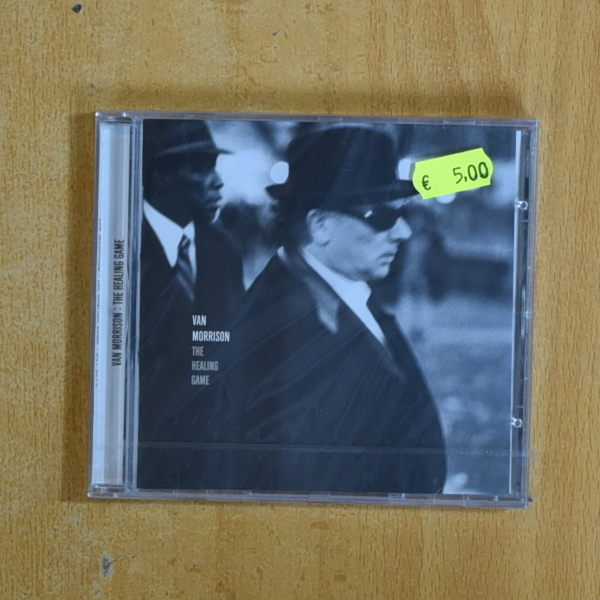 € 5,00
VAN
MORRISON
THE
HEALING
GAME
VAN MORRISON : THE HEALING GAME